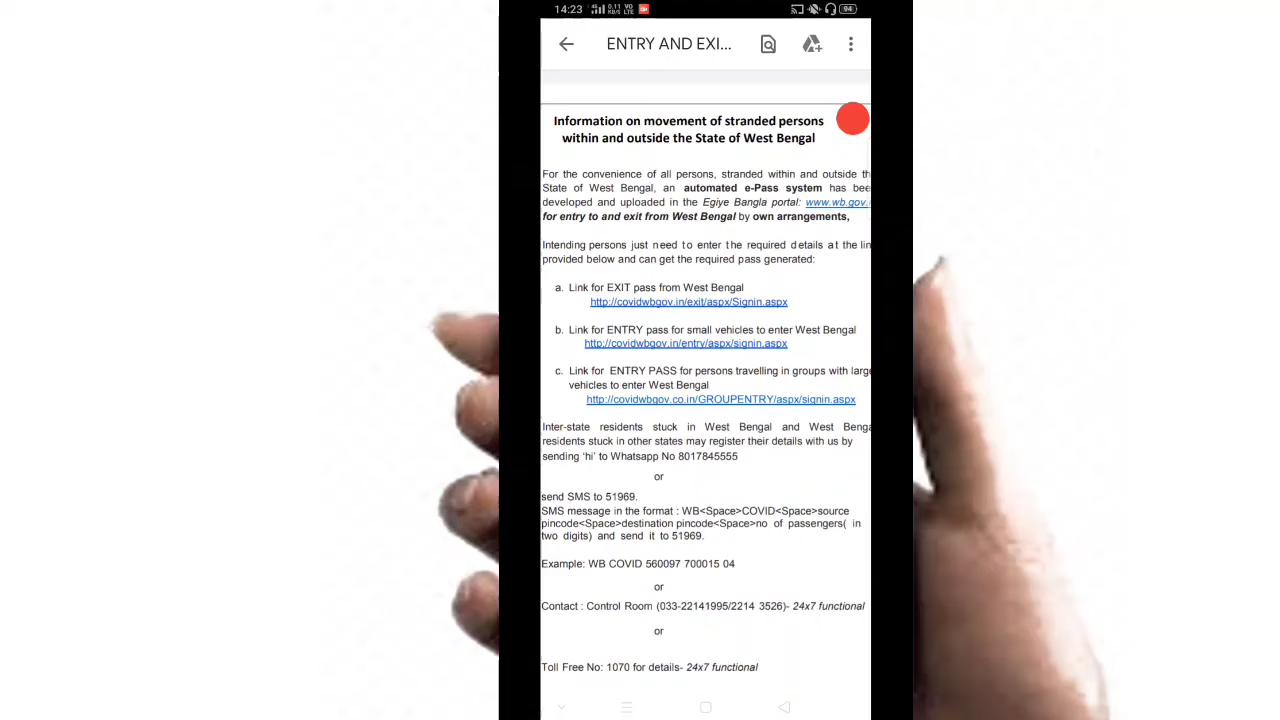 14:23 4G 0.11 KB/S VO LTE 94
ENTRY AND EXI...
Information on movement of stranded persons
within and outside the State of West Bengal
For the convenience of all persons, stranded within and outside th
State of West Bengal, an automated e-Pass system has bee
developed and uploaded in the Egiye Bangla portal: www.wb.gov.
for entry to and exit from West Bengal by own arrangements,
Intending persons just need to enter the required details at the lin
provided below and can get the required pass generated:
a. Link for EXIT pass from West Bengal
http://covidwbgov.in/exit/aspx/Signin.aspx
b. Link for ENTRY pass for small vehicles to enter West Bengal
http://covidwbgov.in/entry/aspx/signin.aspx
c. Link for ENTRY PASS for persons travelling in groups with large
vehicles to enter West Bengal
http://covidwbgov.co.in/GROUPENTRY/aspx/signin.aspx
Inter-state residents stuck in West Bengal and West Benga
residents stuck in other states may register their details with us by
sending ‘hi’ to Whatsapp No 8017845555
or
send SMS to 51969.
SMS message in the format : WB<Space>COVID<Space>source
pincode<Space>destination pincode<Space>no of passengers( in
two digits) and send it to 51969.
Example: WB COVID 560097 700015 04
or
Contact : Control Room (033-22141995/2214 3526)- 24x7 functional
or
Toll Free No: 1070 for details- 24x7 functional